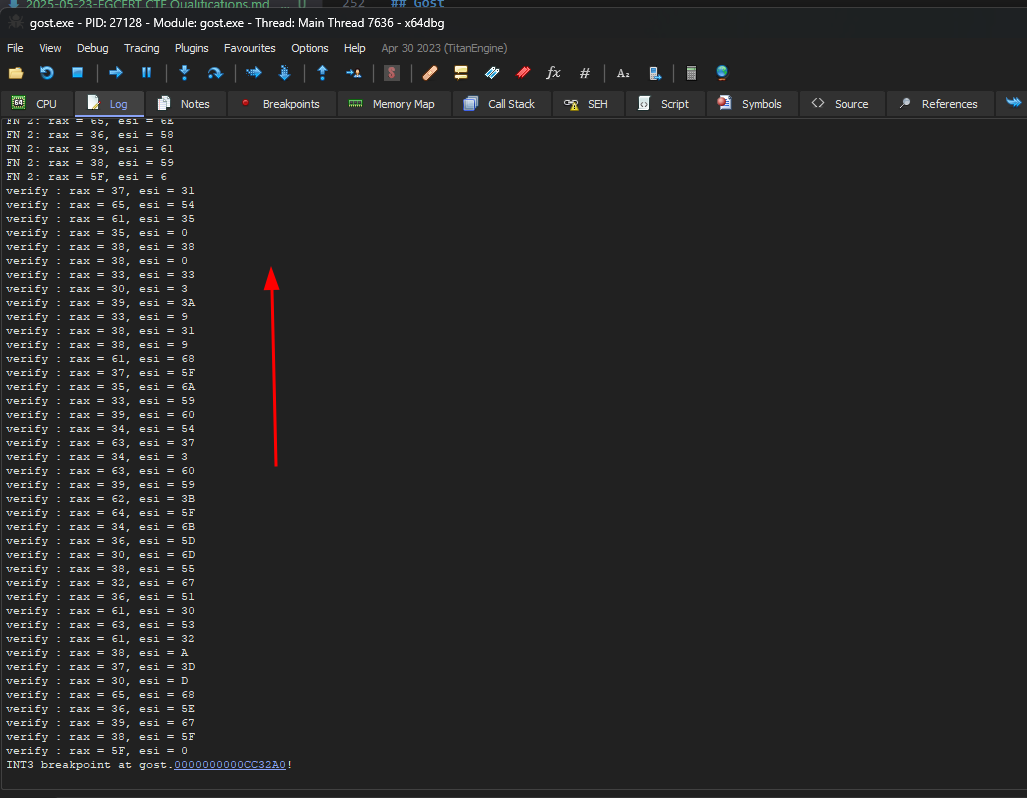 2025-05-23-EGCERT CTF Qualifications.md ... U 252 ## Gost
gost.exe - PID: 27128 - Module: gost.exe - Thread: Main Thread 7636 - x64dbg
File View Debug Tracing Plugins Favourites Options Help Apr 30 2023 (TitanEngine)
CPU Log Notes Breakpoints Memory Map Call Stack SEH Script Symbols Source References
FN 2: rax = 65, esi = 6E
FN 2: rax = 36, esi = 58
FN 2: rax = 39, esi = 61
FN 2: rax = 38, esi = 59
FN 2: rax = 5F, esi = 6
verify : rax = 37, esi = 31
verify : rax = 65, esi = 54
verify : rax = 61, esi = 35
verify : rax = 35, esi = 0
verify : rax = 38, esi = 38
verify : rax = 38, esi = 0
verify : rax = 33, esi = 33
verify : rax = 30, esi = 3
verify : rax = 39, esi = 3A
verify : rax = 33, esi = 9
verify : rax = 38, esi = 31
verify : rax = 38, esi = 9
verify : rax = 61, esi = 68
verify : rax = 37, esi = 5F
verify : rax = 35, esi = 6A
verify : rax = 33, esi = 59
verify : rax = 39, esi = 60
verify : rax = 34, esi = 54
verify : rax = 63, esi = 37
verify : rax = 34, esi = 3
verify : rax = 63, esi = 60
verify : rax = 39, esi = 59
verify : rax = 62, esi = 3B
verify : rax = 64, esi = 5F
verify : rax = 34, esi = 6B
verify : rax = 36, esi = 5D
verify : rax = 30, esi = 6D
verify : rax = 38, esi = 55
verify : rax = 32, esi = 67
verify : rax = 36, esi = 51
verify : rax = 61, esi = 30
verify : rax = 63, esi = 53
verify : rax = 61, esi = 32
verify : rax = 38, esi = A
verify : rax = 37, esi = 3D
verify : rax = 30, esi = D
verify : rax = 65, esi = 68
verify : rax = 36, esi = 5E
verify : rax = 39, esi = 67
verify : rax = 38, esi = 5F
verify : rax = 5F, esi = 0
INT3 breakpoint at gost.0000000000CC32A0!